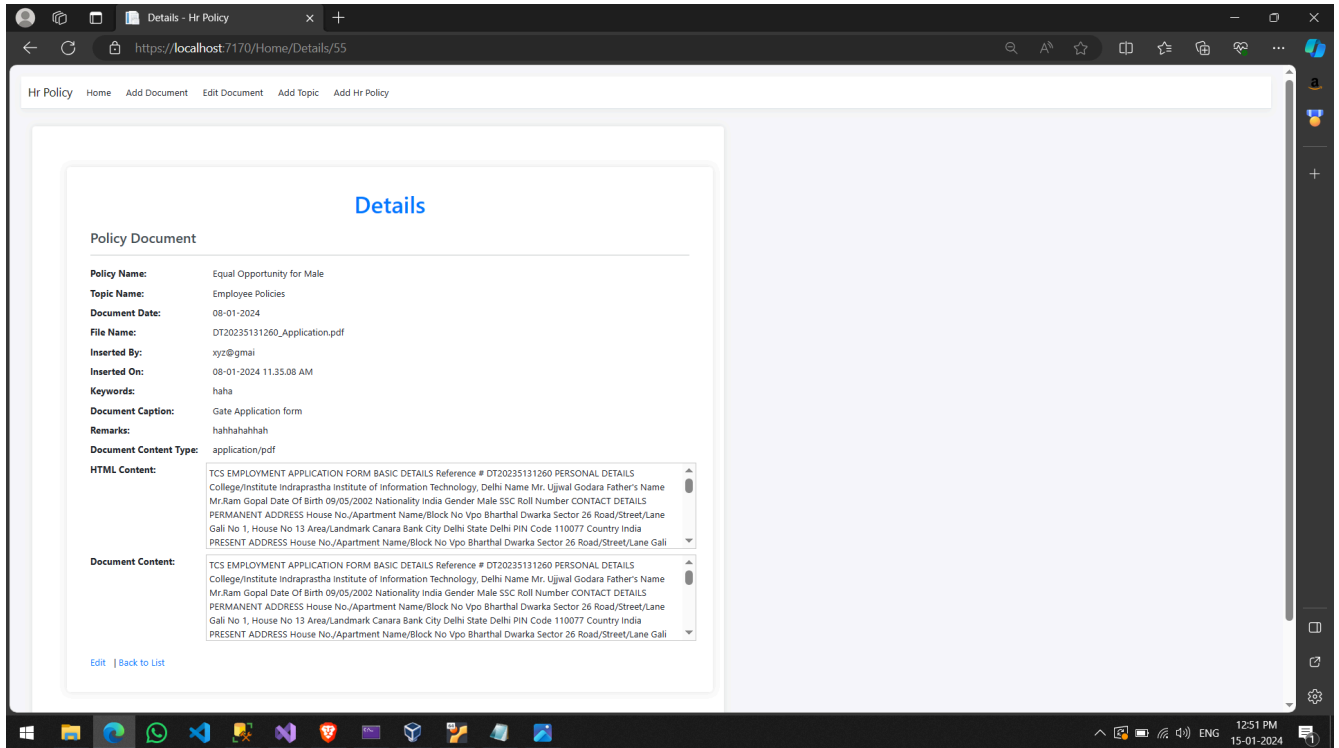 Details - Hr Policy
https://localhost:7170/Home/Details/55
Hr Policy Home Add Document Edit Document Add Topic Add Hr Policy
Details
Policy Document
Policy Name: Equal Opportunity for Male
Topic Name: Employee Policies
Document Date: 08-01-2024
File Name: DT20235131260_Application.pdf
Inserted By: xyz@gmai
Inserted On: 08-01-2024 11.35.08 AM
Keywords: haha
Document Caption: Gate Application form
Remarks: hahhahahhah
Document Content Type: application/pdf
HTML Content: TCS EMPLOYMENT APPLICATION FORM BASIC DETAILS Reference # DT20235131260 PERSONAL DETAILS
College/Institute Indraprastha Institute of Information Technology, Delhi Name Mr. Ujjwal Godara Father's Name
Mr.Ram Gopal Date Of Birth 09/05/2002 Nationality India Gender Male SSC Roll Number CONTACT DETAILS
PERMANENT ADDRESS House No./Apartment Name/Block No Vpo Bharthal Dwarka Sector 26 Road/Street/Lane
Gali No 1, House No 13 Area/Landmark Canara Bank City Delhi State Delhi PIN Code 110077 Country India
PRESENT ADDRESS House No./Apartment Name/Block No Vpo Bharthal Dwarka Sector 26 Road/Street/Lane Gali
Document Content: TCS EMPLOYMENT APPLICATION FORM BASIC DETAILS Reference # DT20235131260 PERSONAL DETAILS
College/Institute Indraprastha Institute of Information Technology, Delhi Name Mr. Ujjwal Godara Father's Name
Mr.Ram Gopal Date Of Birth 09/05/2002 Nationality India Gender Male SSC Roll Number CONTACT DETAILS
PERMANENT ADDRESS House No./Apartment Name/Block No Vpo Bharthal Dwarka Sector 26 Road/Street/Lane
Gali No 1, House No 13 Area/Landmark Canara Bank City Delhi State Delhi PIN Code 110077 Country India
PRESENT ADDRESS House No./Apartment Name/Block No Vpo Bharthal Dwarka Sector 26 Road/Street/Lane Gali
Edit | Back to List
ENG
12:51 PM
15-01-2024